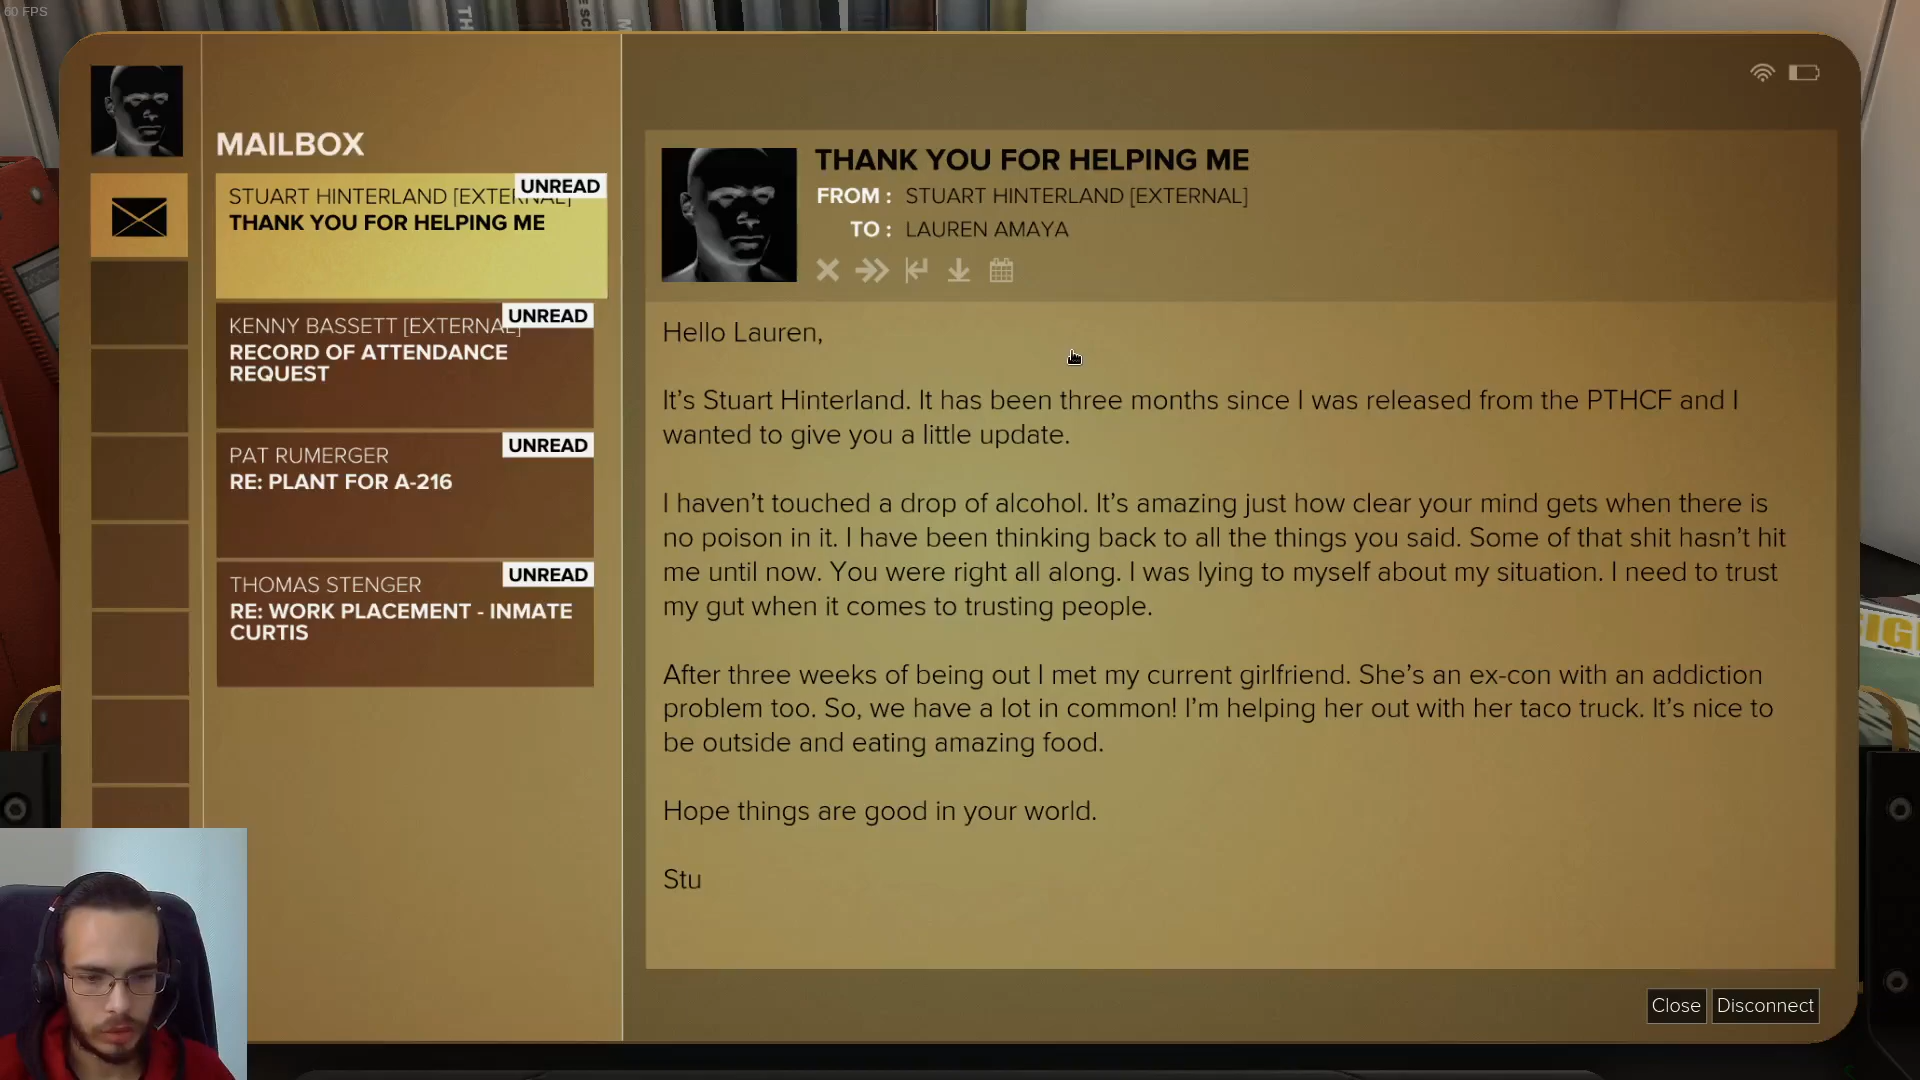 60 FPS
TH
SC
M
MAILBOX
UNREAD
STUART HINTERLAND [EXTERNAL]
THANK YOU FOR HELPING ME
UNREAD
KENNY BASSETT [EXTERNAL]
RECORD OF ATTENDANCE
REQUEST
UNREAD
PAT RUMERGER
RE: PLANT FOR A-216
UNREAD
THOMAS STENGER
RE: WORK PLACEMENT - INMATE
CURTIS
THANK YOU FOR HELPING ME
FROM : STUART HINTERLAND [EXTERNAL]
TO : LAUREN AMAYA
Hello Lauren,
It’s Stuart Hinterland. It has been three months since I was released from the PTHCF and I
wanted to give you a little update.
I haven’t touched a drop of alcohol. It’s amazing just how clear your mind gets when there is
no poison in it. I have been thinking back to all the things you said. Some of that shit hasn’t hit
me until now. You were right all along. I was lying to myself about my situation. I need to trust
my gut when it comes to trusting people.
After three weeks of being out I met my current girlfriend. She’s an ex-con with an addiction
problem too. So, we have a lot in common! I’m helping her out with her taco truck. It’s nice to
be outside and eating amazing food.
Hope things are good in your world.
Stu
Close Disconnect